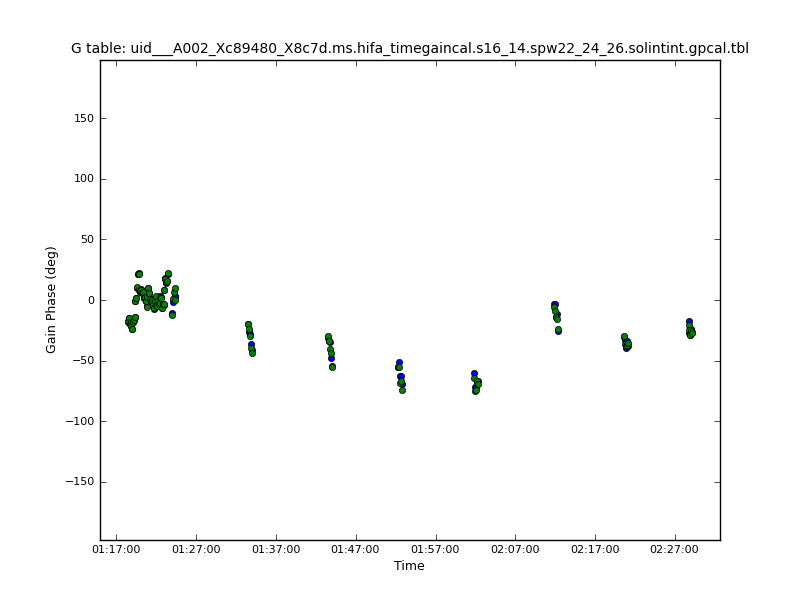 G table: uid___A002_Xc89480_X8c7d.ms.hifa_timegaincal.s16_14.spw22_24_26.solintint.gpcal.tbl
150
100
50
0
−50
−100
−150
Gain Phase (deg)
01:17:00 01:27:00 01:37:00 01:47:00 01:57:00 02:07:00 02:17:00 02:27:00
Time